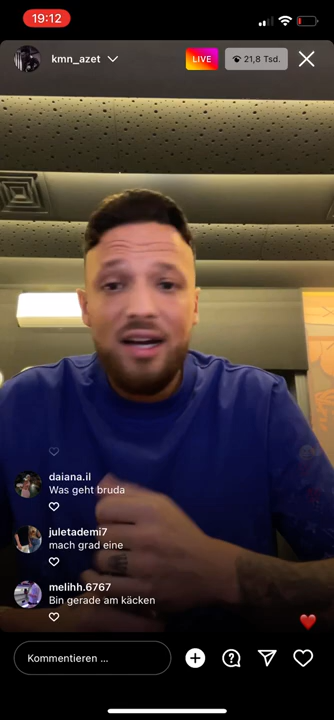 19:12
kmn_azet
LIVE
21,8 Tsd.
daiana.il
Was geht bruda
juletademi7
mach grad eine
melihh.6767
Bin gerade am käcken
Kommentieren ...